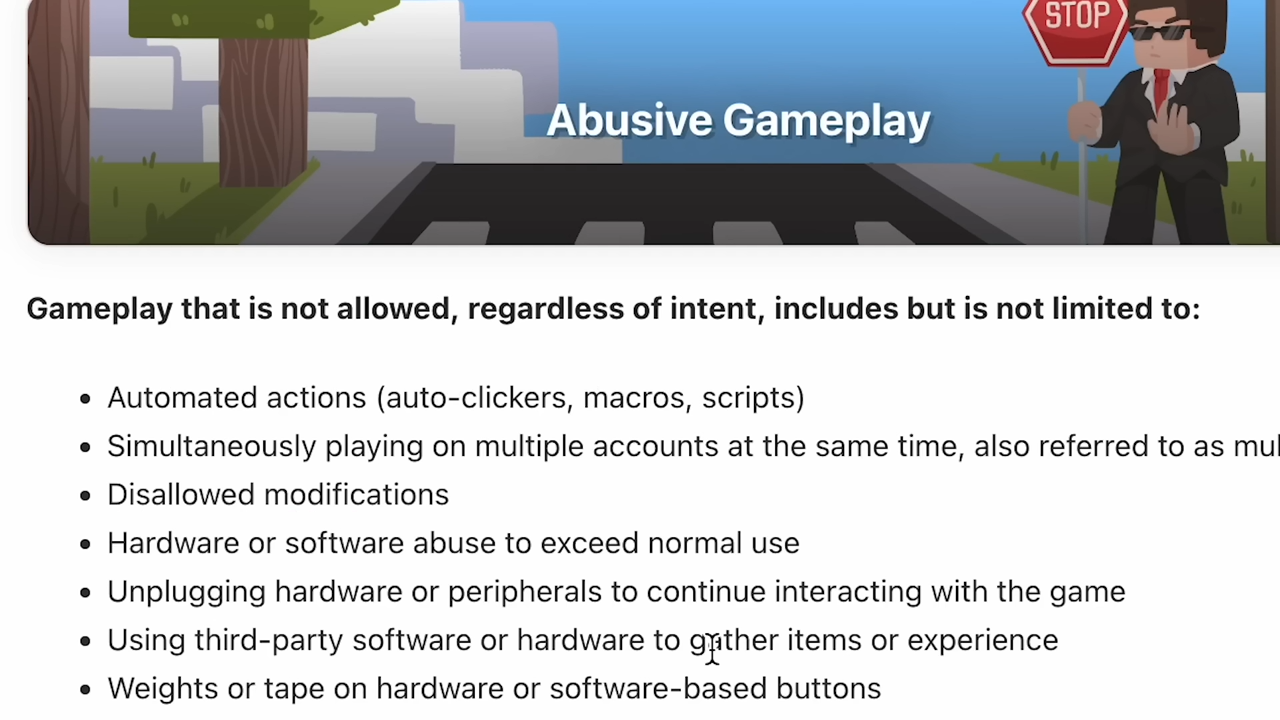 STOP
Abusive Gameplay
Gameplay that is not allowed, regardless of intent, includes but is not limited to:
• Automated actions (auto-clickers, macros, scripts)
• Simultaneously playing on multiple accounts at the same time, also referred to as mul
• Disallowed modifications
• Hardware or software abuse to exceed normal use
• Unplugging hardware or peripherals to continue interacting with the game
• Using third-party software or hardware to gather items or experience
• Weights or tape on hardware or software-based buttons